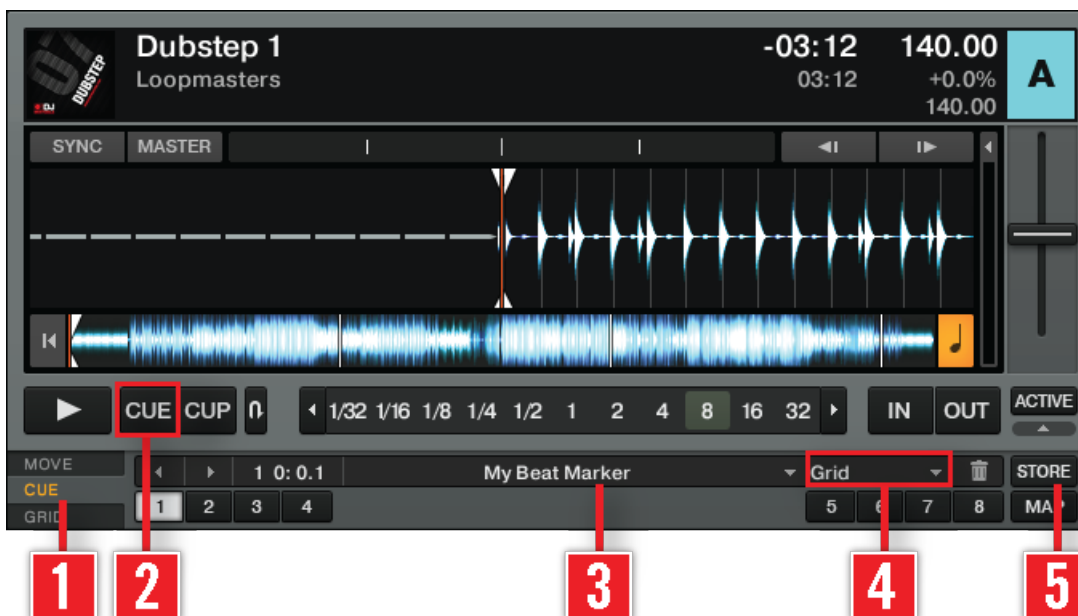 Dubstep 1
Loopmasters
-03:12
03:12
140.00
+0.0%
140.00
A
DUBSTEP
DJ
SYNC MASTER
CUE CUP 1/32 1/16 1/8 1/4 1/2 1 2 4 8 16 32 IN OUT ACTIVE
MOVE
CUE
GRID
1 0: 0.1 My Beat Marker Grid STORE
1 2 3 4 5 6 7 8 MAP
1 2 3 4 5